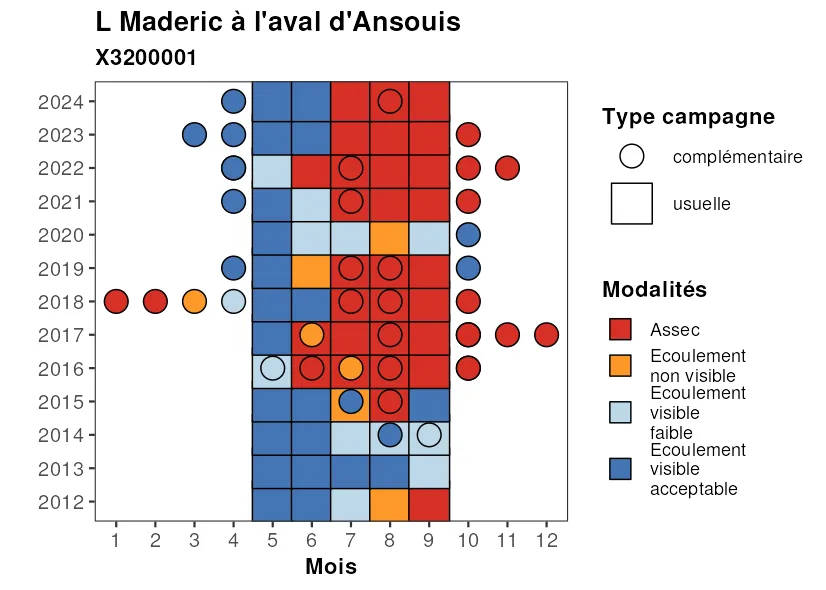 L Maderic à l'aval d'Ansouis
X3200001
2024
2023
2022
2021
2020
2019
2018
2017
2016
2015
2014
2013
2012
1 2 3 4 5 6 7 8 9 10 11 12
Mois
Type campagne
complémentaire
usuelle
Modalités
Assec
Ecoulement
non visible
Ecoulement
visible
faible
Ecoulement
visible
acceptable